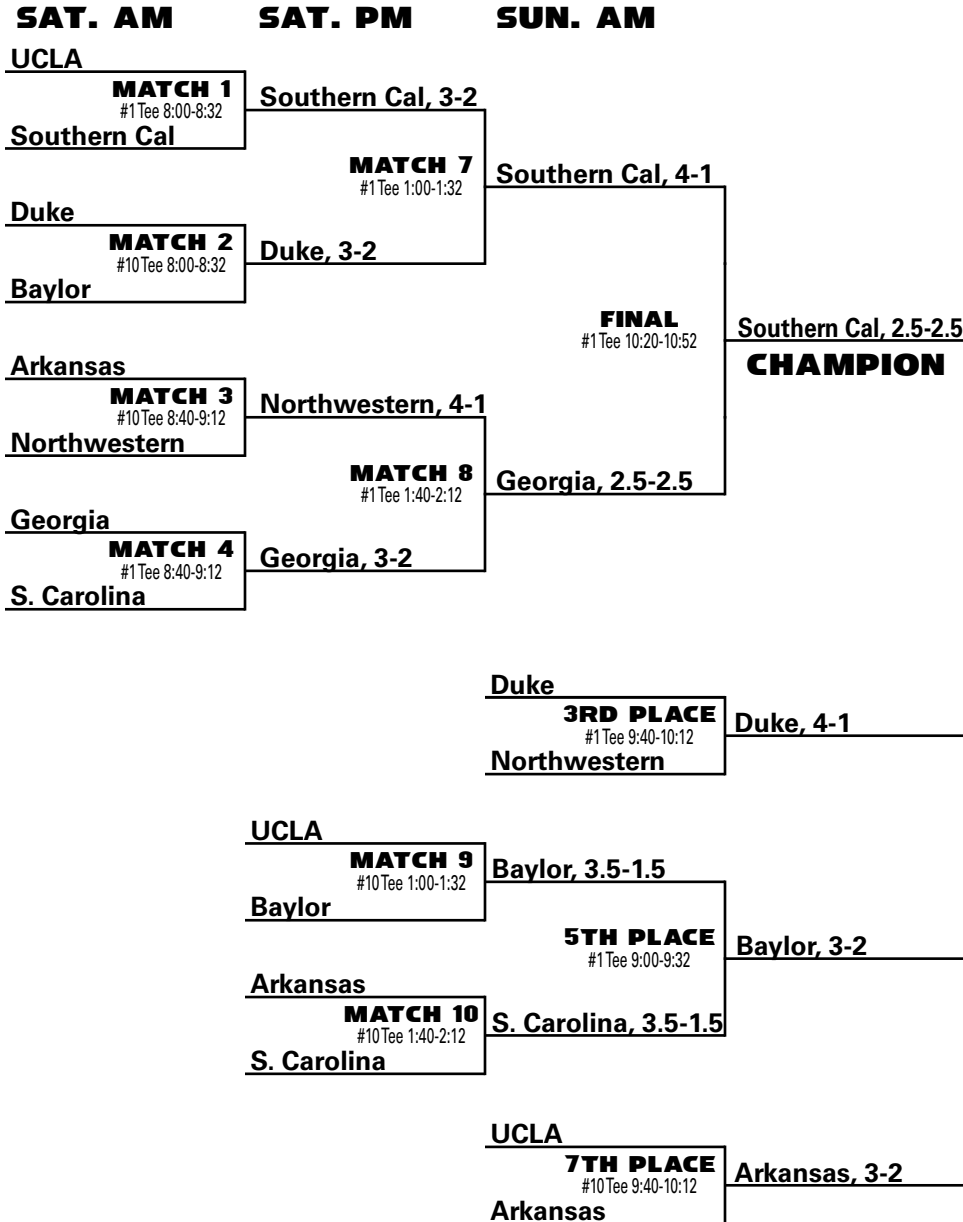 SAT. AM SAT. PM SUN. AM
UCLA
MATCH 1
#1 Tee 8:00-8:32
Southern Cal
Southern Cal, 3-2
MATCH 7
#1 Tee 1:00-1:32
Southern Cal, 4-1
Duke
MATCH 2
#10 Tee 8:00-8:32
Baylor
Duke, 3-2
FINAL
#1 Tee 10:20-10:52
Southern Cal, 2.5-2.5
CHAMPION
Arkansas
MATCH 3
#10 Tee 8:40-9:12
Northwestern
Northwestern, 4-1
MATCH 8
#1 Tee 1:40-2:12
Georgia, 2.5-2.5
Georgia
MATCH 4
#1 Tee 8:40-9:12
S. Carolina
Georgia, 3-2
Duke
3RD PLACE
#1 Tee 9:40-10:12
Northwestern
Duke, 4-1
UCLA
MATCH 9
#10 Tee 1:00-1:32
Baylor
Baylor, 3.5-1.5
5TH PLACE
#1 Tee 9:00-9:32
Baylor, 3-2
Arkansas
MATCH 10
#10 Tee 1:40-2:12
S. Carolina
S. Carolina, 3.5-1.5
UCLA
7TH PLACE
#10 Tee 9:40-10:12
Arkansas
Arkansas, 3-2